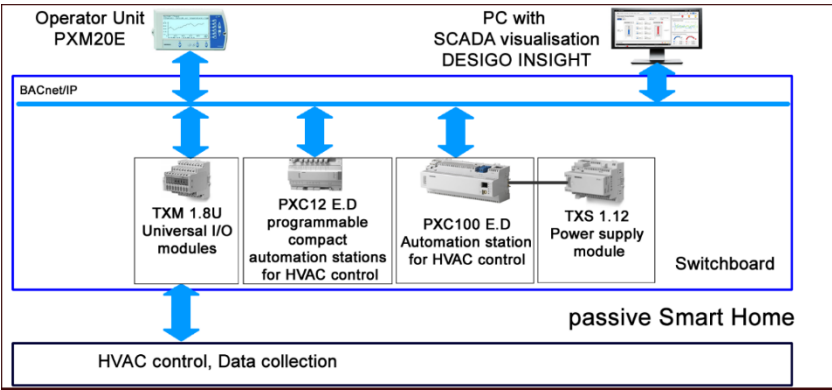 Operator Unit
PXM20E
PC with
SCADA visualisation
DESIGO INSIGHT
BACnet/IP
TXM 1.8U
Universal I/O
modules
PXC12 E.D
programmable
compact
automation stations
for HVAC control
PXC100 E.D
Automation station
for HVAC control
TXS 1.12
Power supply
module
Switchboard
passive Smart Home
HVAC control, Data collection